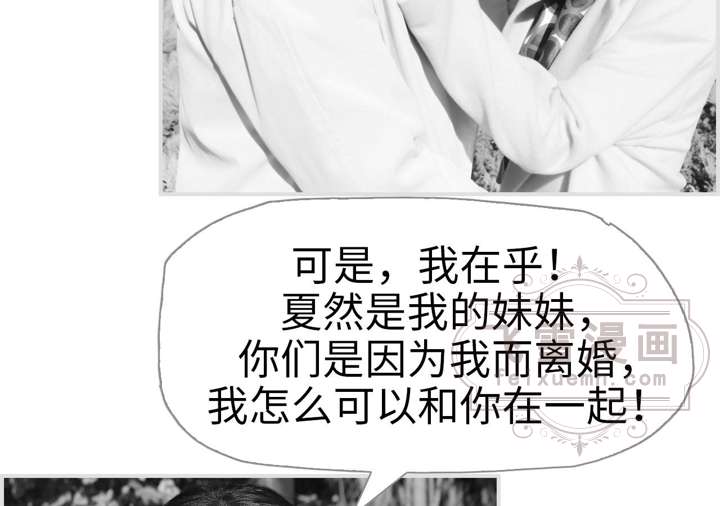 可是，我在乎！
夏然是我的妹妹，
你们是因为我而离婚，
我怎么可以和你在一起！
飞雪漫画
feixuemh.com